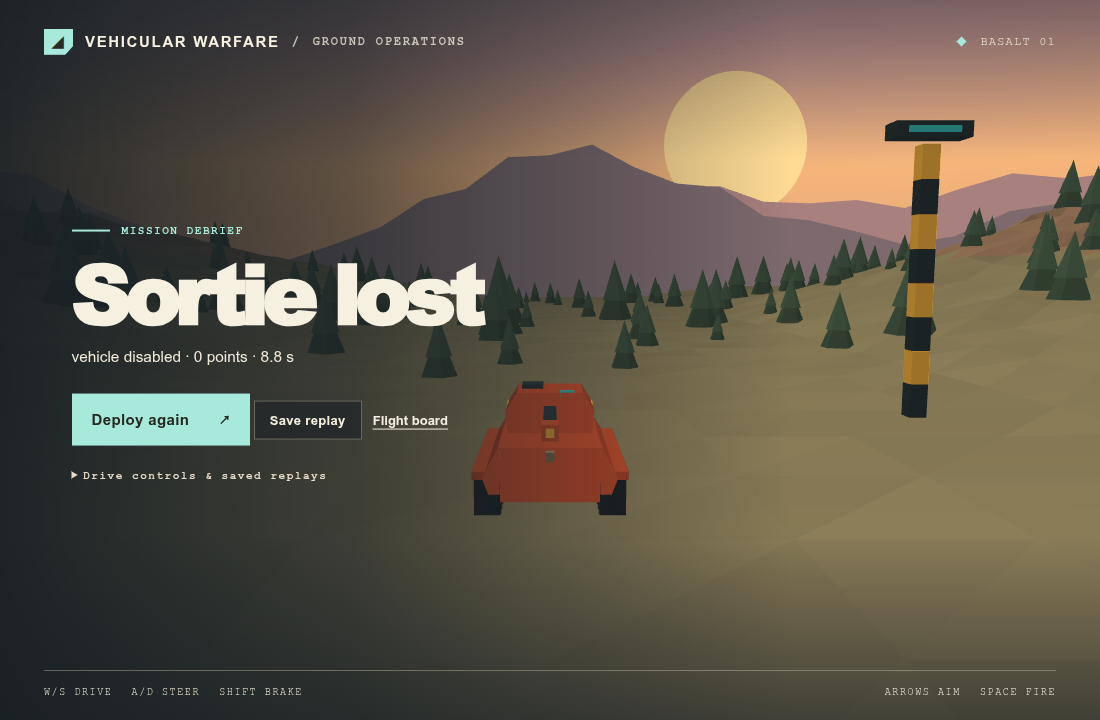 VEHICULAR WARFARE / GROUND OPERATIONS
BASALT 01
MISSION DEBRIEF
Sortie lost
vehicle disabled · 0 points · 8.8 s
Deploy again ↗
Save replay
Flight board
Drive controls & saved replays
W/S DRIVE A/D STEER SHIFT BRAKE
ARROWS AIM SPACE FIRE